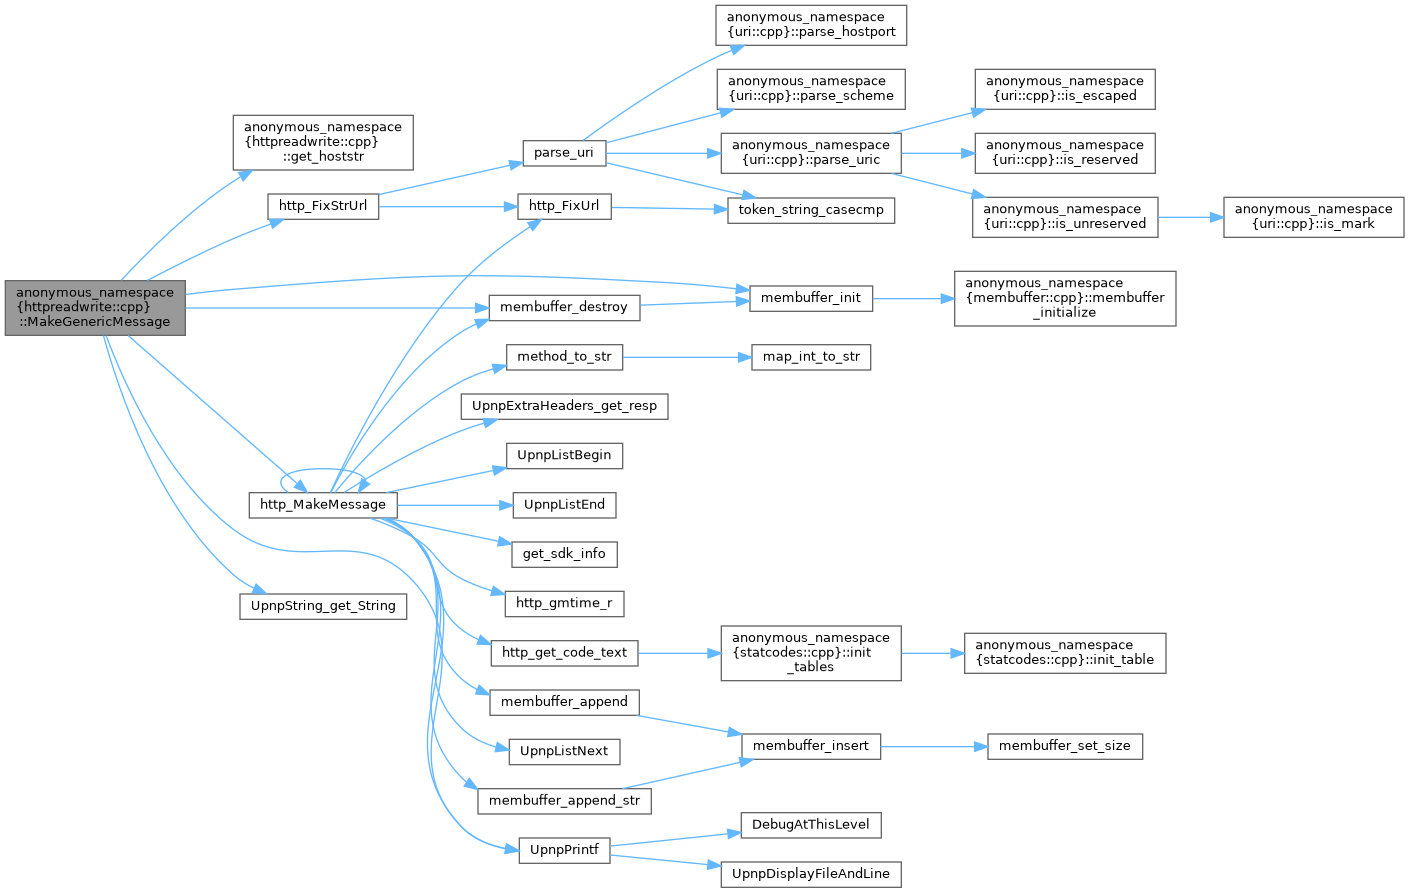 anonymous_namespace
{uri::cpp}::parse_hostport
anonymous_namespace
{uri::cpp}::parse_scheme
anonymous_namespace
{uri::cpp}::is_escaped
anonymous_namespace
{httpreadwrite::cpp}
::get_hoststr
parse_uri
anonymous_namespace
{uri::cpp}::parse_uric
anonymous_namespace
{uri::cpp}::is_reserved
http_FixStrUrl
http_FixUrl
token_string_casecmp
anonymous_namespace
{uri::cpp}::is_unreserved
anonymous_namespace
{uri::cpp}::is_mark
anonymous_namespace
{httpreadwrite::cpp}
::MakeGenericMessage
membuffer_destroy
membuffer_init
anonymous_namespace
{membuffer::cpp}::membuffer
_initialize
method_to_str
map_int_to_str
UpnpExtraHeaders_get_resp
UpnpListBegin
http_MakeMessage
UpnpListEnd
get_sdk_info
UpnpString_get_String
http_gmtime_r
http_get_code_text
anonymous_namespace
{statcodes::cpp}::init
_tables
anonymous_namespace
{statcodes::cpp}::init_table
membuffer_append
UpnpListNext
membuffer_insert
membuffer_set_size
membuffer_append_str
UpnpPrintf
DebugAtThisLevel
UpnpDisplayFileAndLine